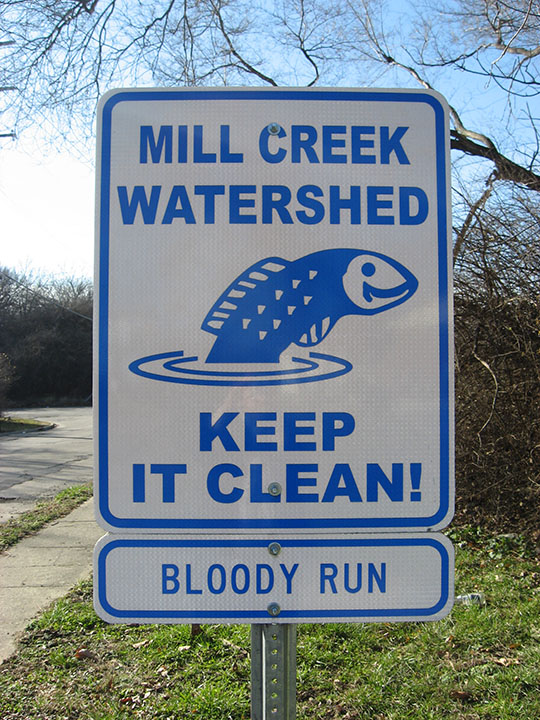 MILL CREEK
WATERSHED
KEEP
IT CLEAN!
BLOODY RUN